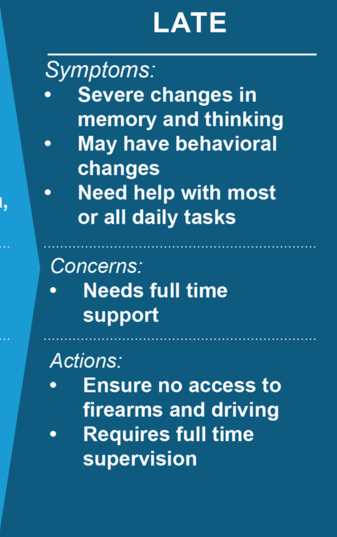 LATE
Symptoms:
• Severe changes in
memory and thinking
• May have behavioral
changes
• Need help with most
or all daily tasks
Concerns:
• Needs full time
support
Actions:
• Ensure no access to
firearms and driving
• Requires full time
supervision